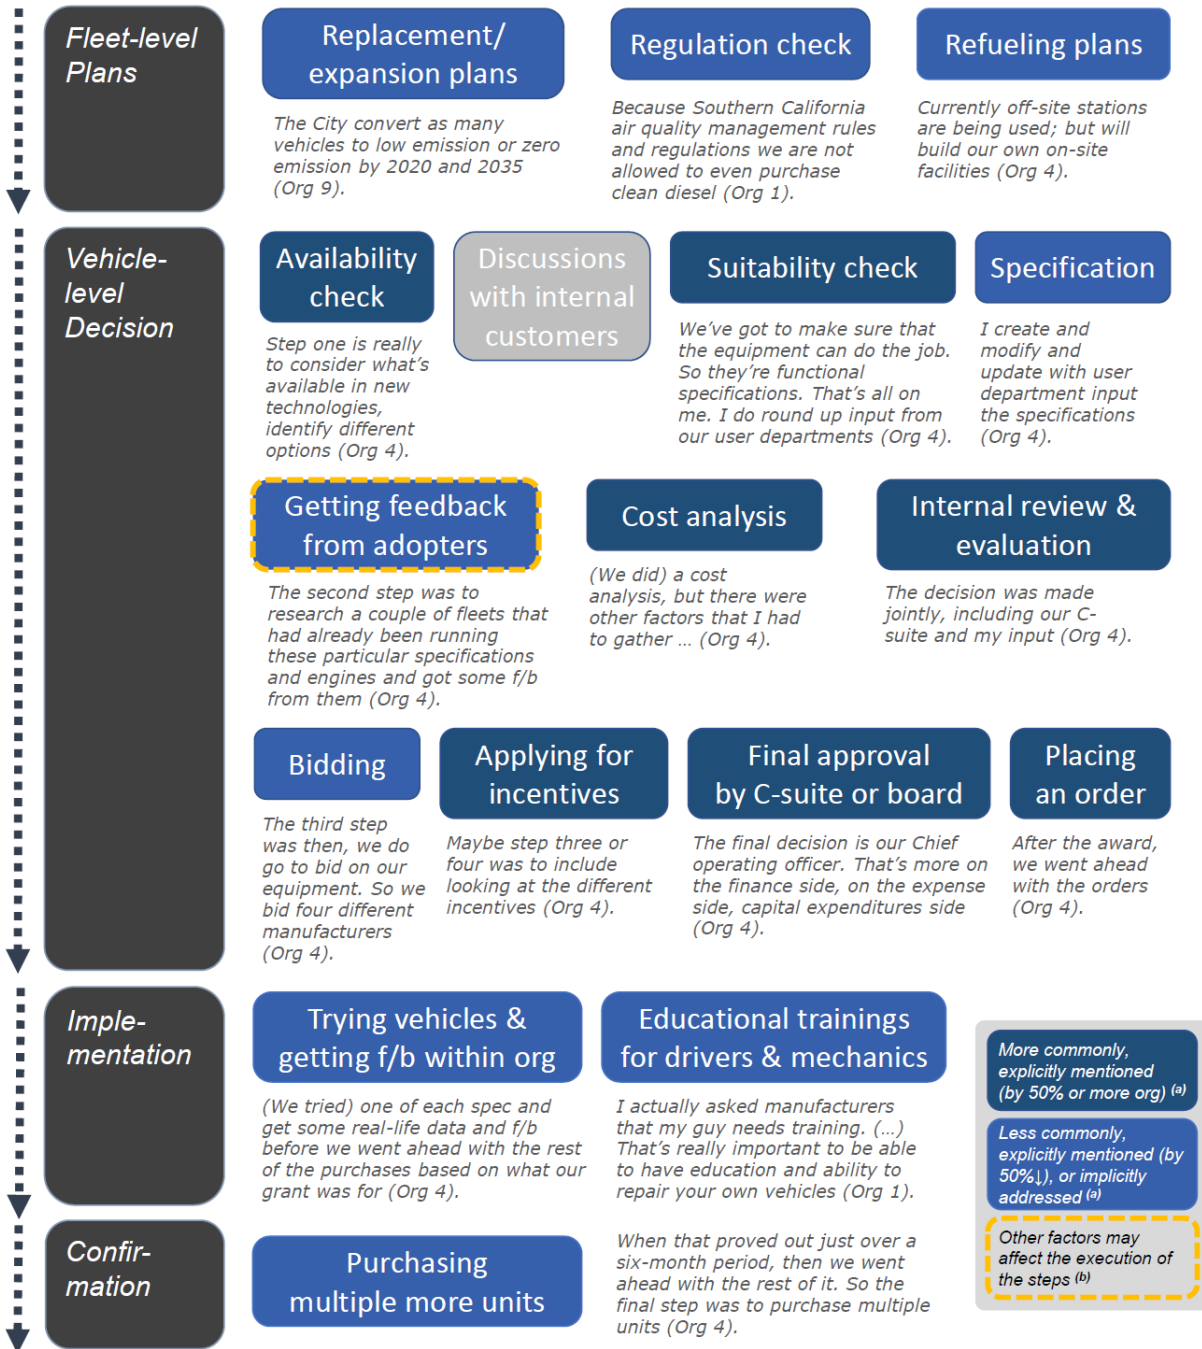 Fleet-level
Plans
Replacement/
expansion plans
The City convert as many
vehicles to low emission or zero
emission by 2020 and 2035
(Org 9).
Regulation check
Because Southern California
air quality management rules
and regulations we are not
allowed to even purchase
clean diesel (Org 1).
Refueling plans
Currently off-site stations
are being used; but will
build our own on-site
facilities (Org 4).
Vehicle-
level
Decision
Availability
check
Step one is really
to consider what’s
available in new
technologies,
identify different
options (Org 4).
Discussions
with internal
customers
Suitability check
We’ve got to make sure that
the equipment can do the job.
So they’re functional
specifications. That’s all on
me. I do round up input from
our user departments (Org 4).
Specification
I create and
modify and
update with user
department input
the specifications
(Org 4).
Getting feedback
from adopters
The second step was to
research a couple of fleets that
had already been running
these particular specifications
and engines and got some f/b
from them (Org 4).
Cost analysis
(We did) a cost
analysis, but there were
other factors that I had
to gather ... (Org 4).
Internal review &
evaluation
The decision was made
jointly, including our C-
suite and my input (Org 4).
Bidding
The third step
was then, we do
go to bid on our
equipment. So we
bid four different
manufacturers
(Org 4).
Applying for
incentives
Maybe step three or
four was to include
looking at the different
incentives (Org 4).
Final approval
by C-suite or board
The final decision is our Chief
operating officer. That’s more on
the finance side, on the expense
side, capital expenditures side
(Org 4).
Placing
an order
After the award,
we went ahead
with the orders
(Org 4).
Imple-
mentation
Trying vehicles &
getting f/b within org
(We tried) one of each spec and
get some real-life data and f/b
before we went ahead with the rest
of the purchases based on what our
grant was for (Org 4).
Educational trainings
for drivers & mechanics
I actually asked manufacturers
that my guy needs training. (...)
That’s really important to be able
to have education and ability to
repair your own vehicles (Org 1).
Confir-
mation
Purchasing
multiple more units
When that proved out just over a
six-month period, then we went
ahead with the rest of it. So the
final step was to purchase multiple
units (Org 4).
More commonly,
explicitly mentioned
(by 50% or more org) (a)
Less commonly,
explicitly mentioned (by
50%↓), or implicitly
addressed (a)
Other factors may
affect the execution of
the steps (b)